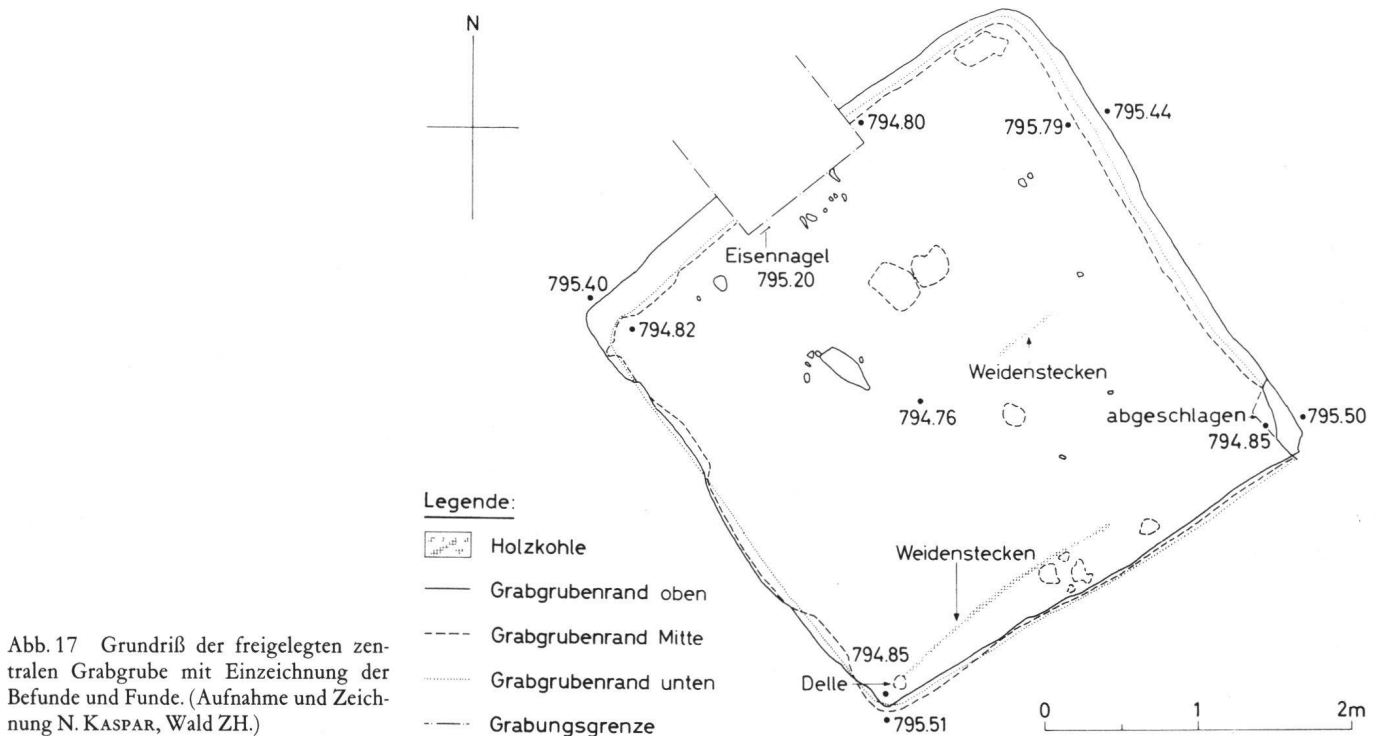 N
794.80
795.79
795.44
Eisennagel
795.20
795.40
794.82
Weidenstecken
794.76
abgeschlagen
795.50
794.85
Legende:
Holzkohle
Grabgrubenrand oben
Grabgrubenrand Mitte
Grabgrubenrand unten
Grabungsgrenze
Weidenstecken
794.85
Delle
795.51
0 1 2m
Abb. 17 Grundriß der freigelegten zen-
tralen Grabgrube mit Einzeichnung der
Befunde und Funde. (Aufnahme und Zeich-
nung N. KASPAR, Wald ZH.)